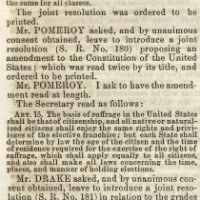 the same for all classes.
The joint resolution was ordered to be
printed.
Mr. POMEROY asked, and by unanimous
consent obtained, leave to introduce a joint
resolution (S. R. No. 180) proposing an
amendment to the Constitution of the United
States; which was read twice by its title, and
ordered to be printed.
Mr. POMEROY. I ask to have the amend-
ment read at length.
The Secretary read as follows:
ART. 15. The basis of suffrage in the United States
shall be that of citizenship, and all native or natural-
ized citizens shall enjoy the same rights and privi-
leges of the elective franchise; but each State shall
determine by law the age of the citizen and the time
of residence required for the exercise of the right of
suffrage, which shall apply equally to all citizens,
and also shall make all laws concerning the time,
places, and manner of holding elections.
Mr. DRAKE asked, and by unanimous con-
sent obtained, leave to introduce a joint reso-
lution (S. R. No. 181) in relation to the grades